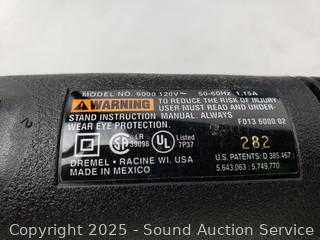 MODEL NO. 6000 120V~ 50-60Hz 1.15A
WARNING TO REDUCE THE RISK OF INJURY,
USER MUST READ AND UNDER-
STAND INSTRUCTION MANUAL. ALWAYS
WEAR EYE PROTECTION.
F013 6000 02
LR
39098
UL
Listed
7P37
282
DREMEL • RACINE WI. USA
MADE IN MEXICO
U.S. PATENTS: D 385.467 ;
5.643.063 ; 5.749.770
Copyright 2025 - Sound Auction Service